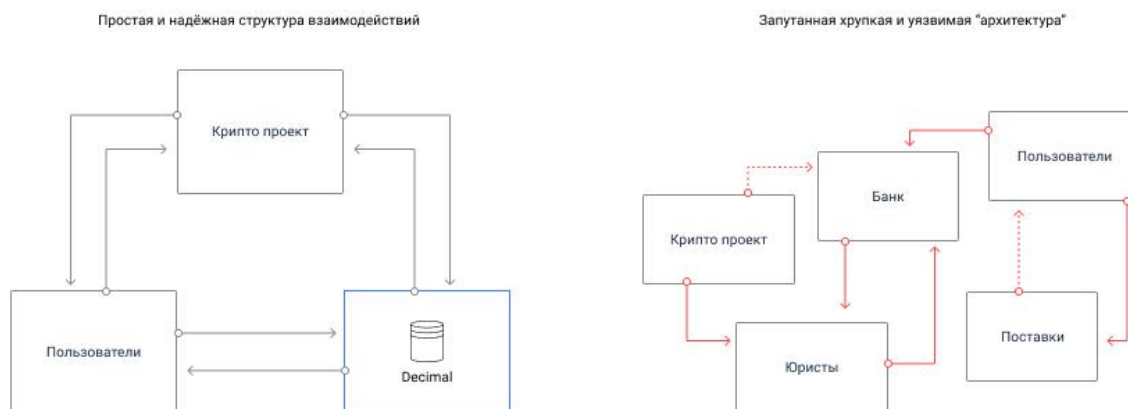 Простая и надёжная структура взаимодействий
Крипто проект
Пользователи
Decimal
Запутанная хрупкая и уязвимая “архитектура”
Пользователи
Банк
Крипто проект
Поставки
Юристы